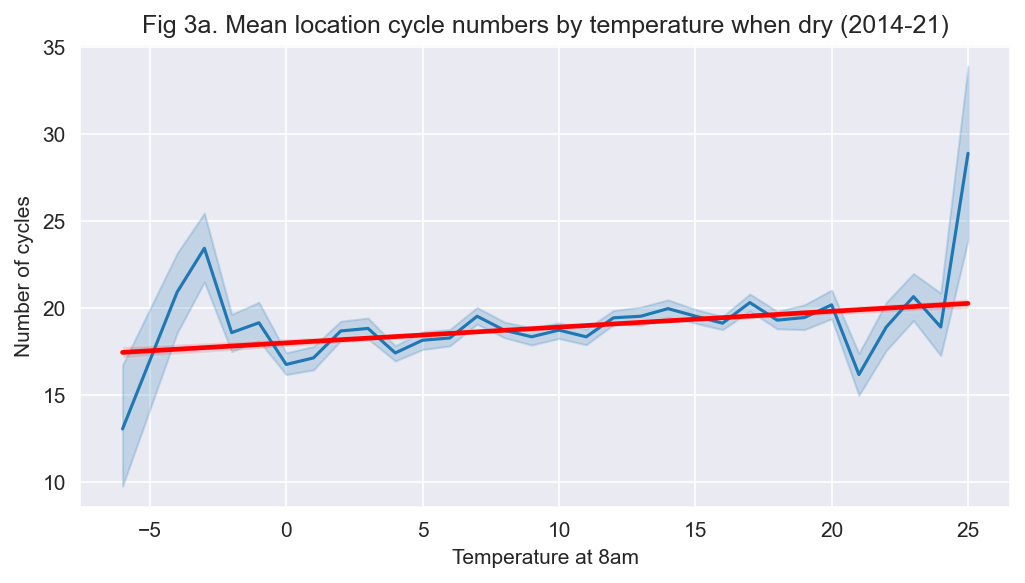 Fig 3a. Mean location cycle numbers by temperature when dry (2014-21)
35
30
25
20
15
10
Number of cycles
−5 0 5 10 15 20 25
Temperature at 8am